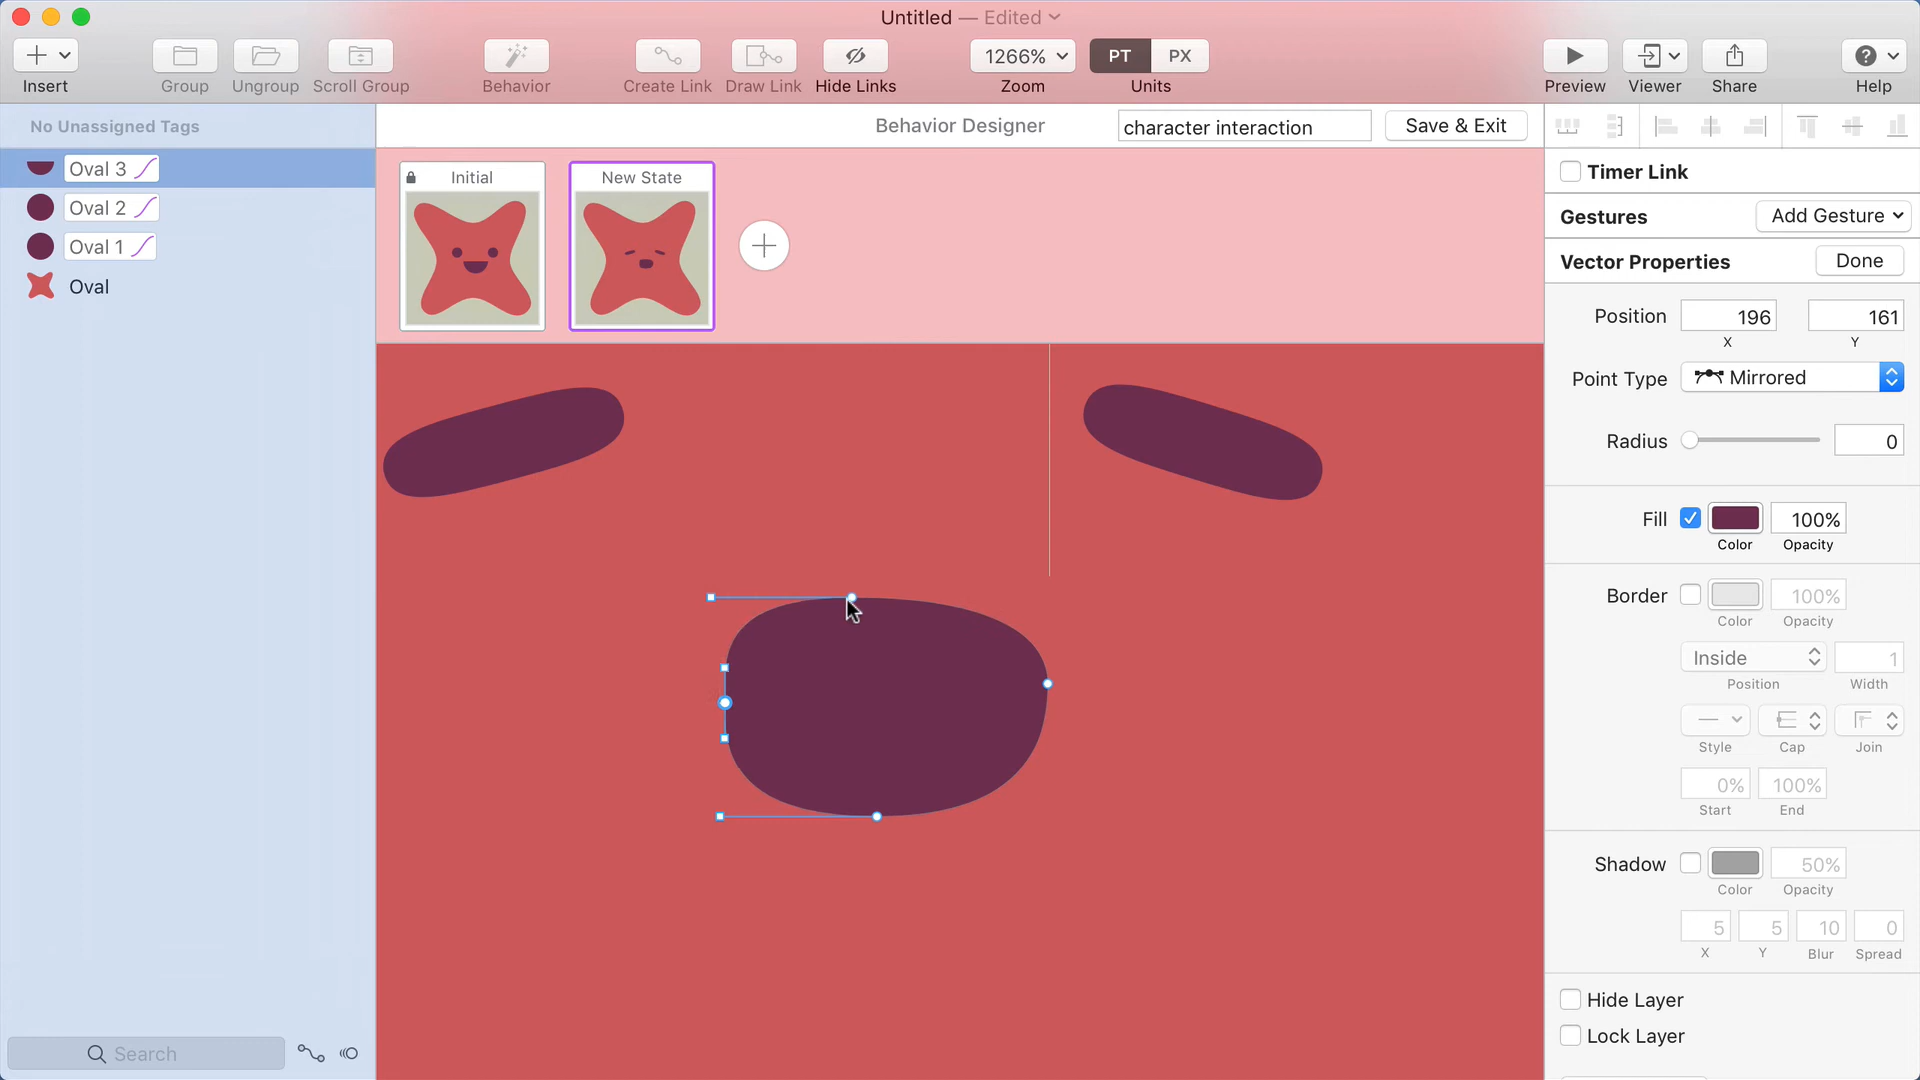 Untitled — Edited
Insert
Group
Ungroup
Scroll Group
Behavior
Create Link
Draw Link
Hide Links
1266%
Zoom
PT PX
Units
Preview
Viewer
Share
Help
No Unassigned Tags
Oval 3
Oval 2
Oval 1
Oval
Search
Behavior Designer
character interaction
Save & Exit
Initial
New State
Timer Link
Gestures
Add Gesture
Vector Properties
Done
Position 196 161
X Y
Point Type Mirrored
Radius 0
Fill 100%
Color Opacity
Border 100%
Color Opacity
Inside 1
Position Width
Style Cap Join
0% 100%
Start End
Shadow 50%
Color Opacity
5 5 10 0
X Y Blur Spread
Hide Layer
Lock Layer